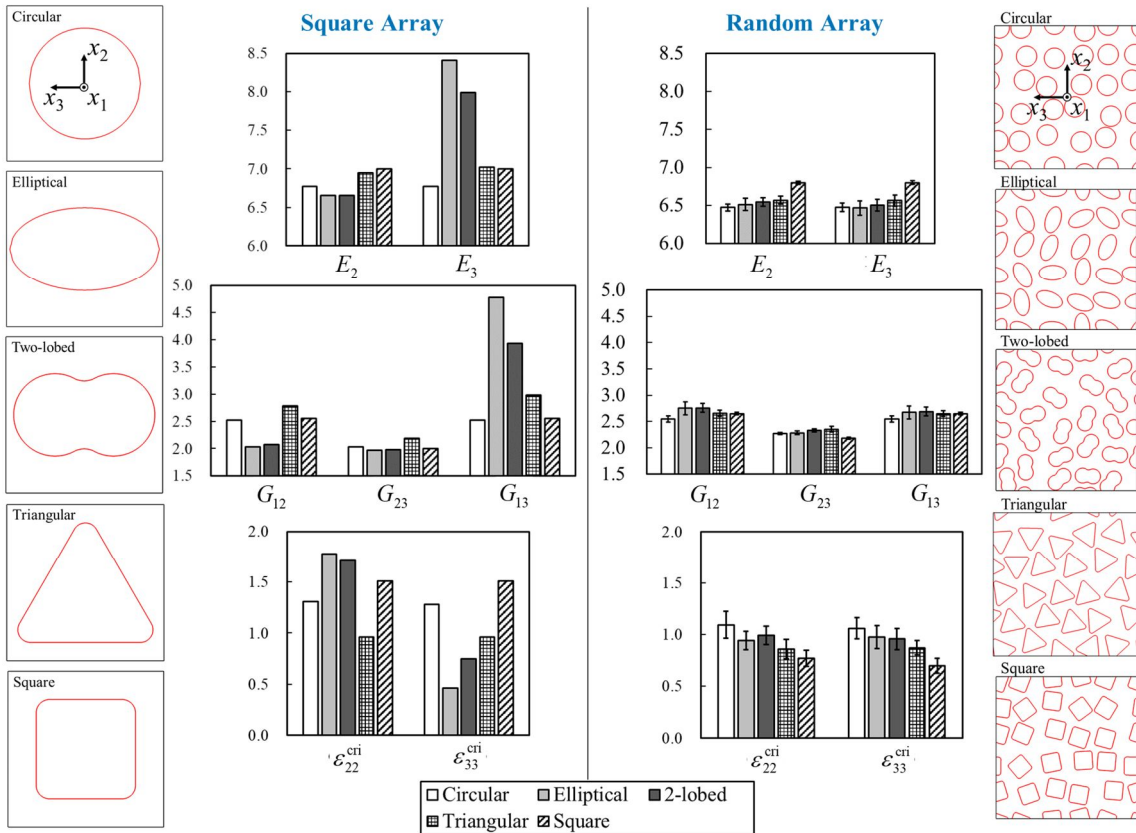 Square Array
Random Array
Circular
x2
x3
x1
Elliptical
Two-lobed
Triangular
Square
8.5
8.0
7.5
7.0
6.5
6.0
E2 E3
5.0
4.5
4.0
3.5
3.0
2.5
2.0
1.5
G12 G23 G13
2.0
1.5
1.0
0.5
0.0
ε22cri ε33cri
8.5
8.0
7.5
7.0
6.5
6.0
E2 E3
5.0
4.5
4.0
3.5
3.0
2.5
2.0
1.5
G12 G23 G13
2.0
1.5
1.0
0.5
0.0
ε22cri ε33cri
Circular
x2
x3
x1
Elliptical
Two-lobed
Triangular
Square
Circular Elliptical 2-lobed
Triangular Square